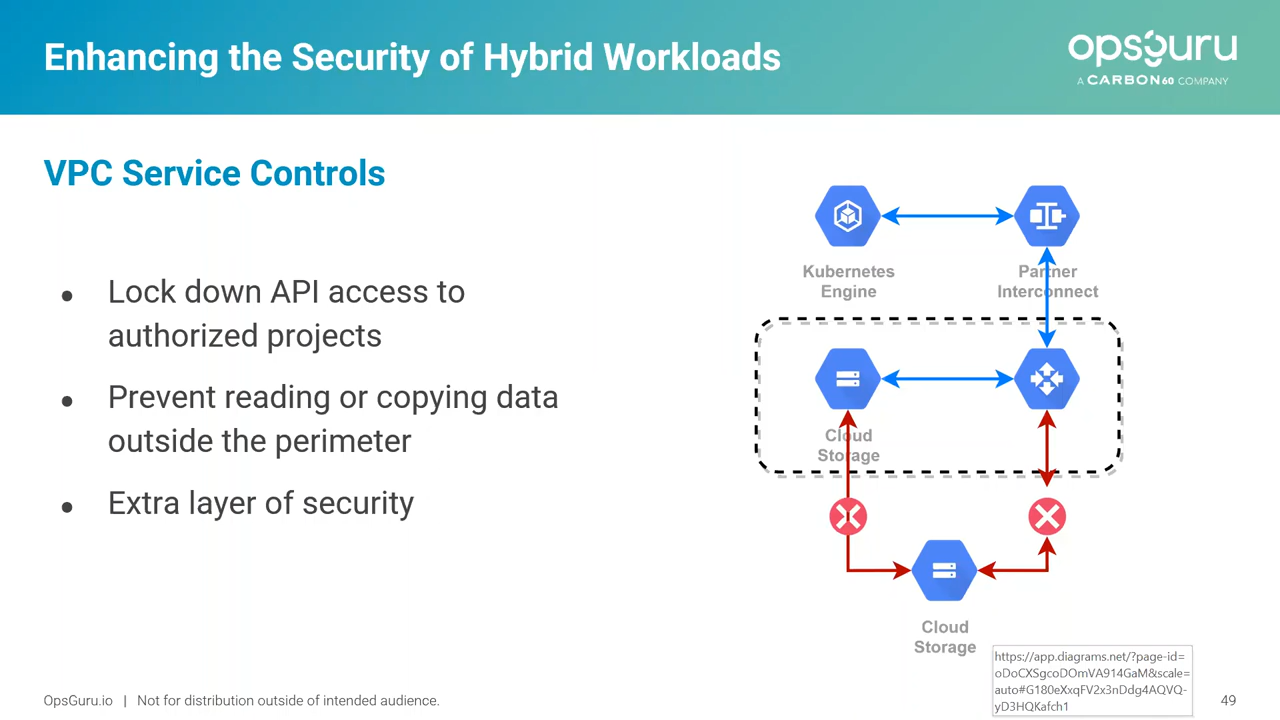 Enhancing the Security of Hybrid Workloads
opsguru
A CARBON60 COMPANY
VPC Service Controls
• Lock down API access to
authorized projects
• Prevent reading or copying data
outside the perimeter
• Extra layer of security
Kubernetes
Engine
Partner
Interconnect
Cloud
Storage
Cloud
Storage
https://app.diagrams.net/?page-id=
oDoCXSgcoDOmVA914GaM&scale=
auto#G180eXxqFV2x3nDdg4AQVQ-
yD3HQKafch1
OpsGuru.io | Not for distribution outside of intended audience.
49